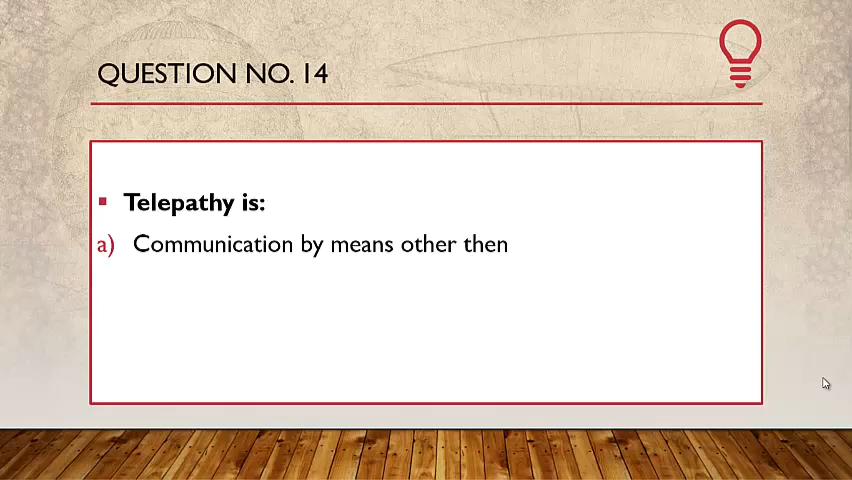 QUESTION NO. 14
Telepathy is:
a) Communication by means other then